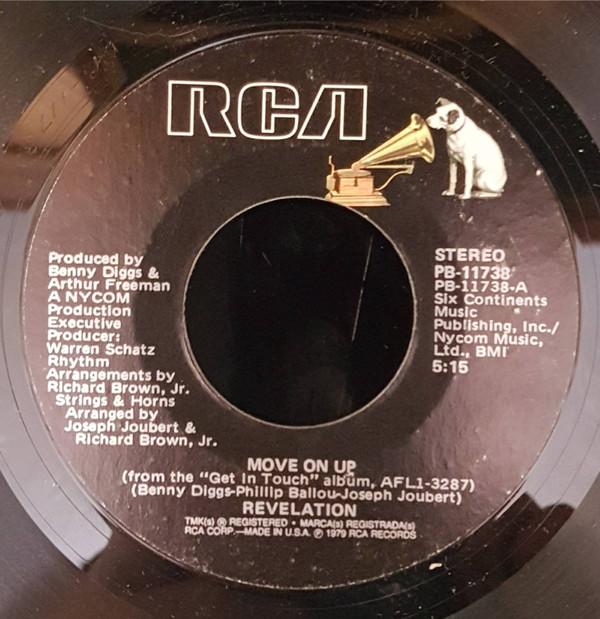 RCA
Produced by
Benny Diggs &
Arthur Freeman
A NYCOM
Production
Executive
Producer:
Warren Schatz
Rhythm
Arrangements by
Richard Brown, Jr.
Strings & Horns
Arranged by
Joseph Joubert &
Richard Brown, Jr.
STEREO
PB-11738
PB-11738-A
Six Continents
Music
Publishing, Inc./
Nycom Music,
Ltd., BMI
5:15
MOVE ON UP
(from the "Get In Touch" album, AFL1-3287)
(Benny Diggs-Phillip Ballou-Joseph Joubert)
REVELATION
TMK(s) ® REGISTERED • MARCA(s) REGISTRADA(s)
RCA CORP.—MADE IN U.S.A. ℗ 1979 RCA RECORDS